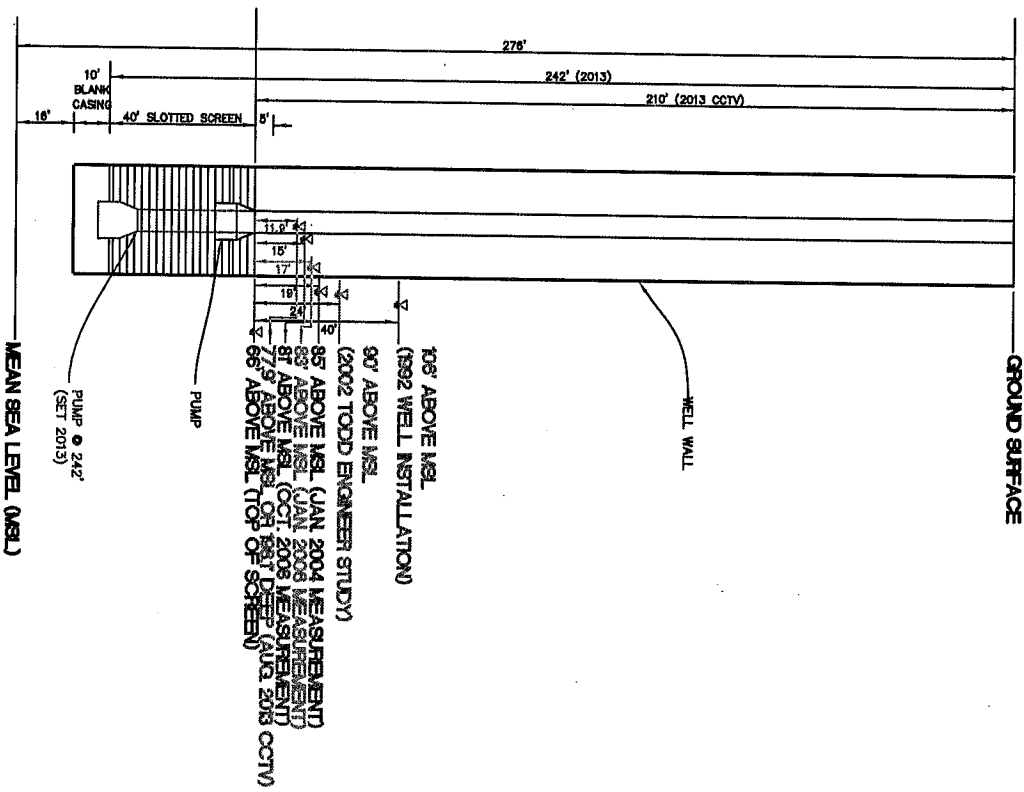 GROUND SURFACE
276'
242' (2013)
210' (2013 CCTV)
10'
BLANK
CASING
16'
40' SLOTTED SCREEN
5'
11.9'
15'
17'
19'
24'
40'
WELL WALL
106' ABOVE MSL
(1992 WELL INSTALLATION)
90' ABOVE MSL
(2002 TODD ENGINEER STUDY)
85' ABOVE MSL (JAN. 2004 MEASUREMENT)
83' ABOVE MSL (JAN. 2006 MEASUREMENT)
81' ABOVE MSL (OCT. 2006 MEASUREMENT)
77.9' ABOVE MSL OR 198.1' DEEP (AUG. 2013 CCTV)
66' ABOVE MSL (TOP OF SCREEN)
PUMP
PUMP @ 242'
(SET 2013)
MEAN SEA LEVEL (MSL)